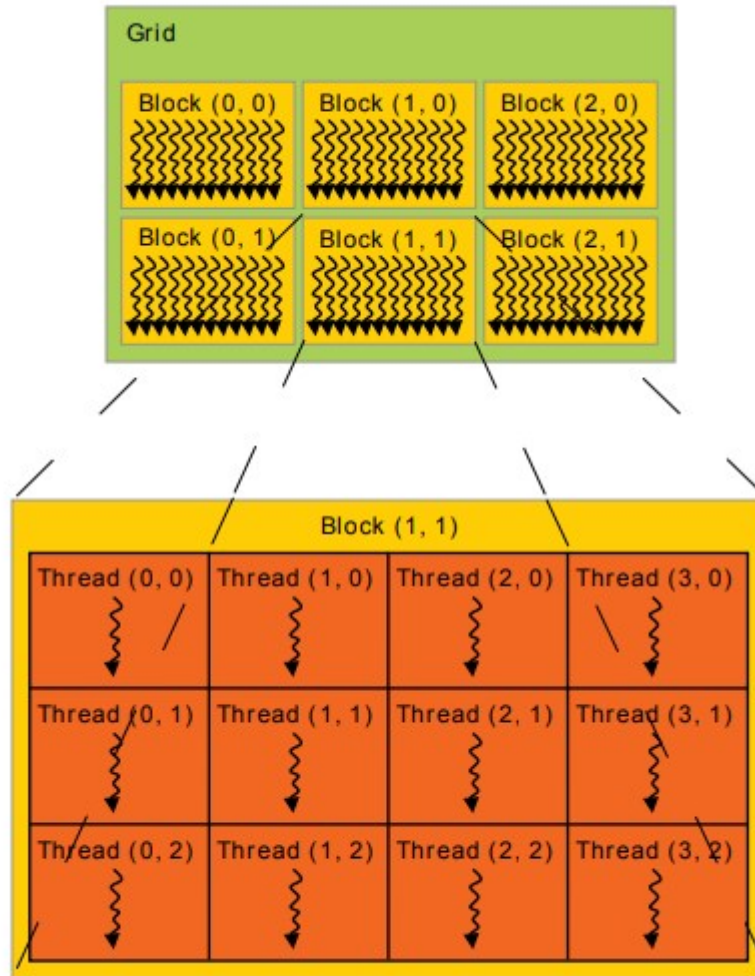 Grid
Block (0, 0) Block (1, 0) Block (2, 0)
Block (0, 1) Block (1, 1) Block (2, 1)
Block (1, 1)
Thread (0, 0) Thread (1, 0) Thread (2, 0) Thread (3, 0)
Thread (0, 1) Thread (1, 1) Thread (2, 1) Thread (3, 1)
Thread (0, 2) Thread (1, 2) Thread (2, 2) Thread (3, 2)